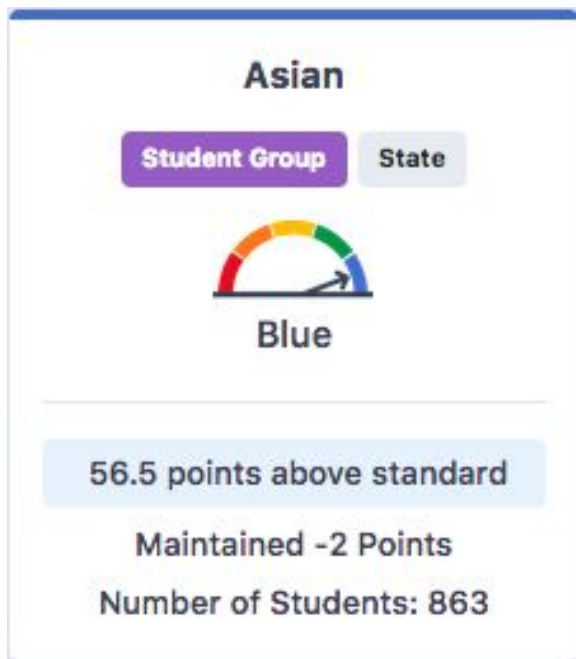 Asian
Student Group State
Blue
56.5 points above standard
Maintained -2 Points
Number of Students: 863